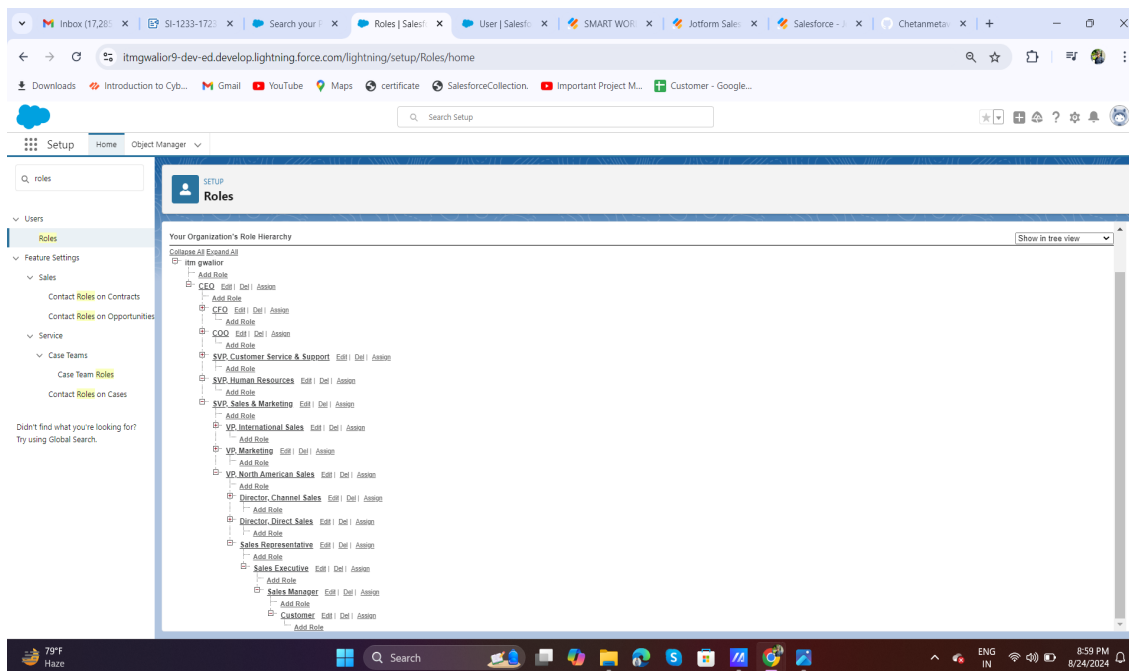 Inbox (17,285
SI-1233-1723
Search your P
Roles | Salesf
User | Salesfo
SMART WOR
Jotform Sales
Salesforce - J
Chetanmetau
itmgwalior9-dev-ed.develop.lightning.force.com/lightning/setup/Roles/home
Downloads
Introduction to Cyb...
Gmail
YouTube
Maps
certificate
SalesforceCollection.
Important Project M...
Customer - Google...
Search Setup
Setup
Home
Object Manager
roles
SETUP
Roles
Users
Roles
Feature Settings
Sales
Contact Roles on Contracts
Contact Roles on Opportunities
Service
Case Teams
Case Team Roles
Contact Roles on Cases
Didn't find what you're looking for?
Try using Global Search.
Your Organization's Role Hierarchy
Show in tree view
Collapse All Expand All
itm gwalior
Add Role
CEO Edit | Del | Assign
Add Role
CFO Edit | Del | Assign
Add Role
COO Edit | Del | Assign
Add Role
SVP, Customer Service & Support Edit | Del | Assign
Add Role
SVP, Human Resources Edit | Del | Assign
Add Role
SVP, Sales & Marketing Edit | Del | Assign
Add Role
VP, International Sales Edit | Del | Assign
Add Role
VP, Marketing Edit | Del | Assign
Add Role
VP, North American Sales Edit | Del | Assign
Add Role
Director, Channel Sales Edit | Del | Assign
Add Role
Director, Direct Sales Edit | Del | Assign
Add Role
Sales Representative Edit | Del | Assign
Add Role
Sales Executive Edit | Del | Assign
Add Role
Sales Manager Edit | Del | Assign
Add Role
Customer Edit | Del | Assign
Add Role
79°F
Haze
Search
ENG
IN
8:59 PM
8/24/2024